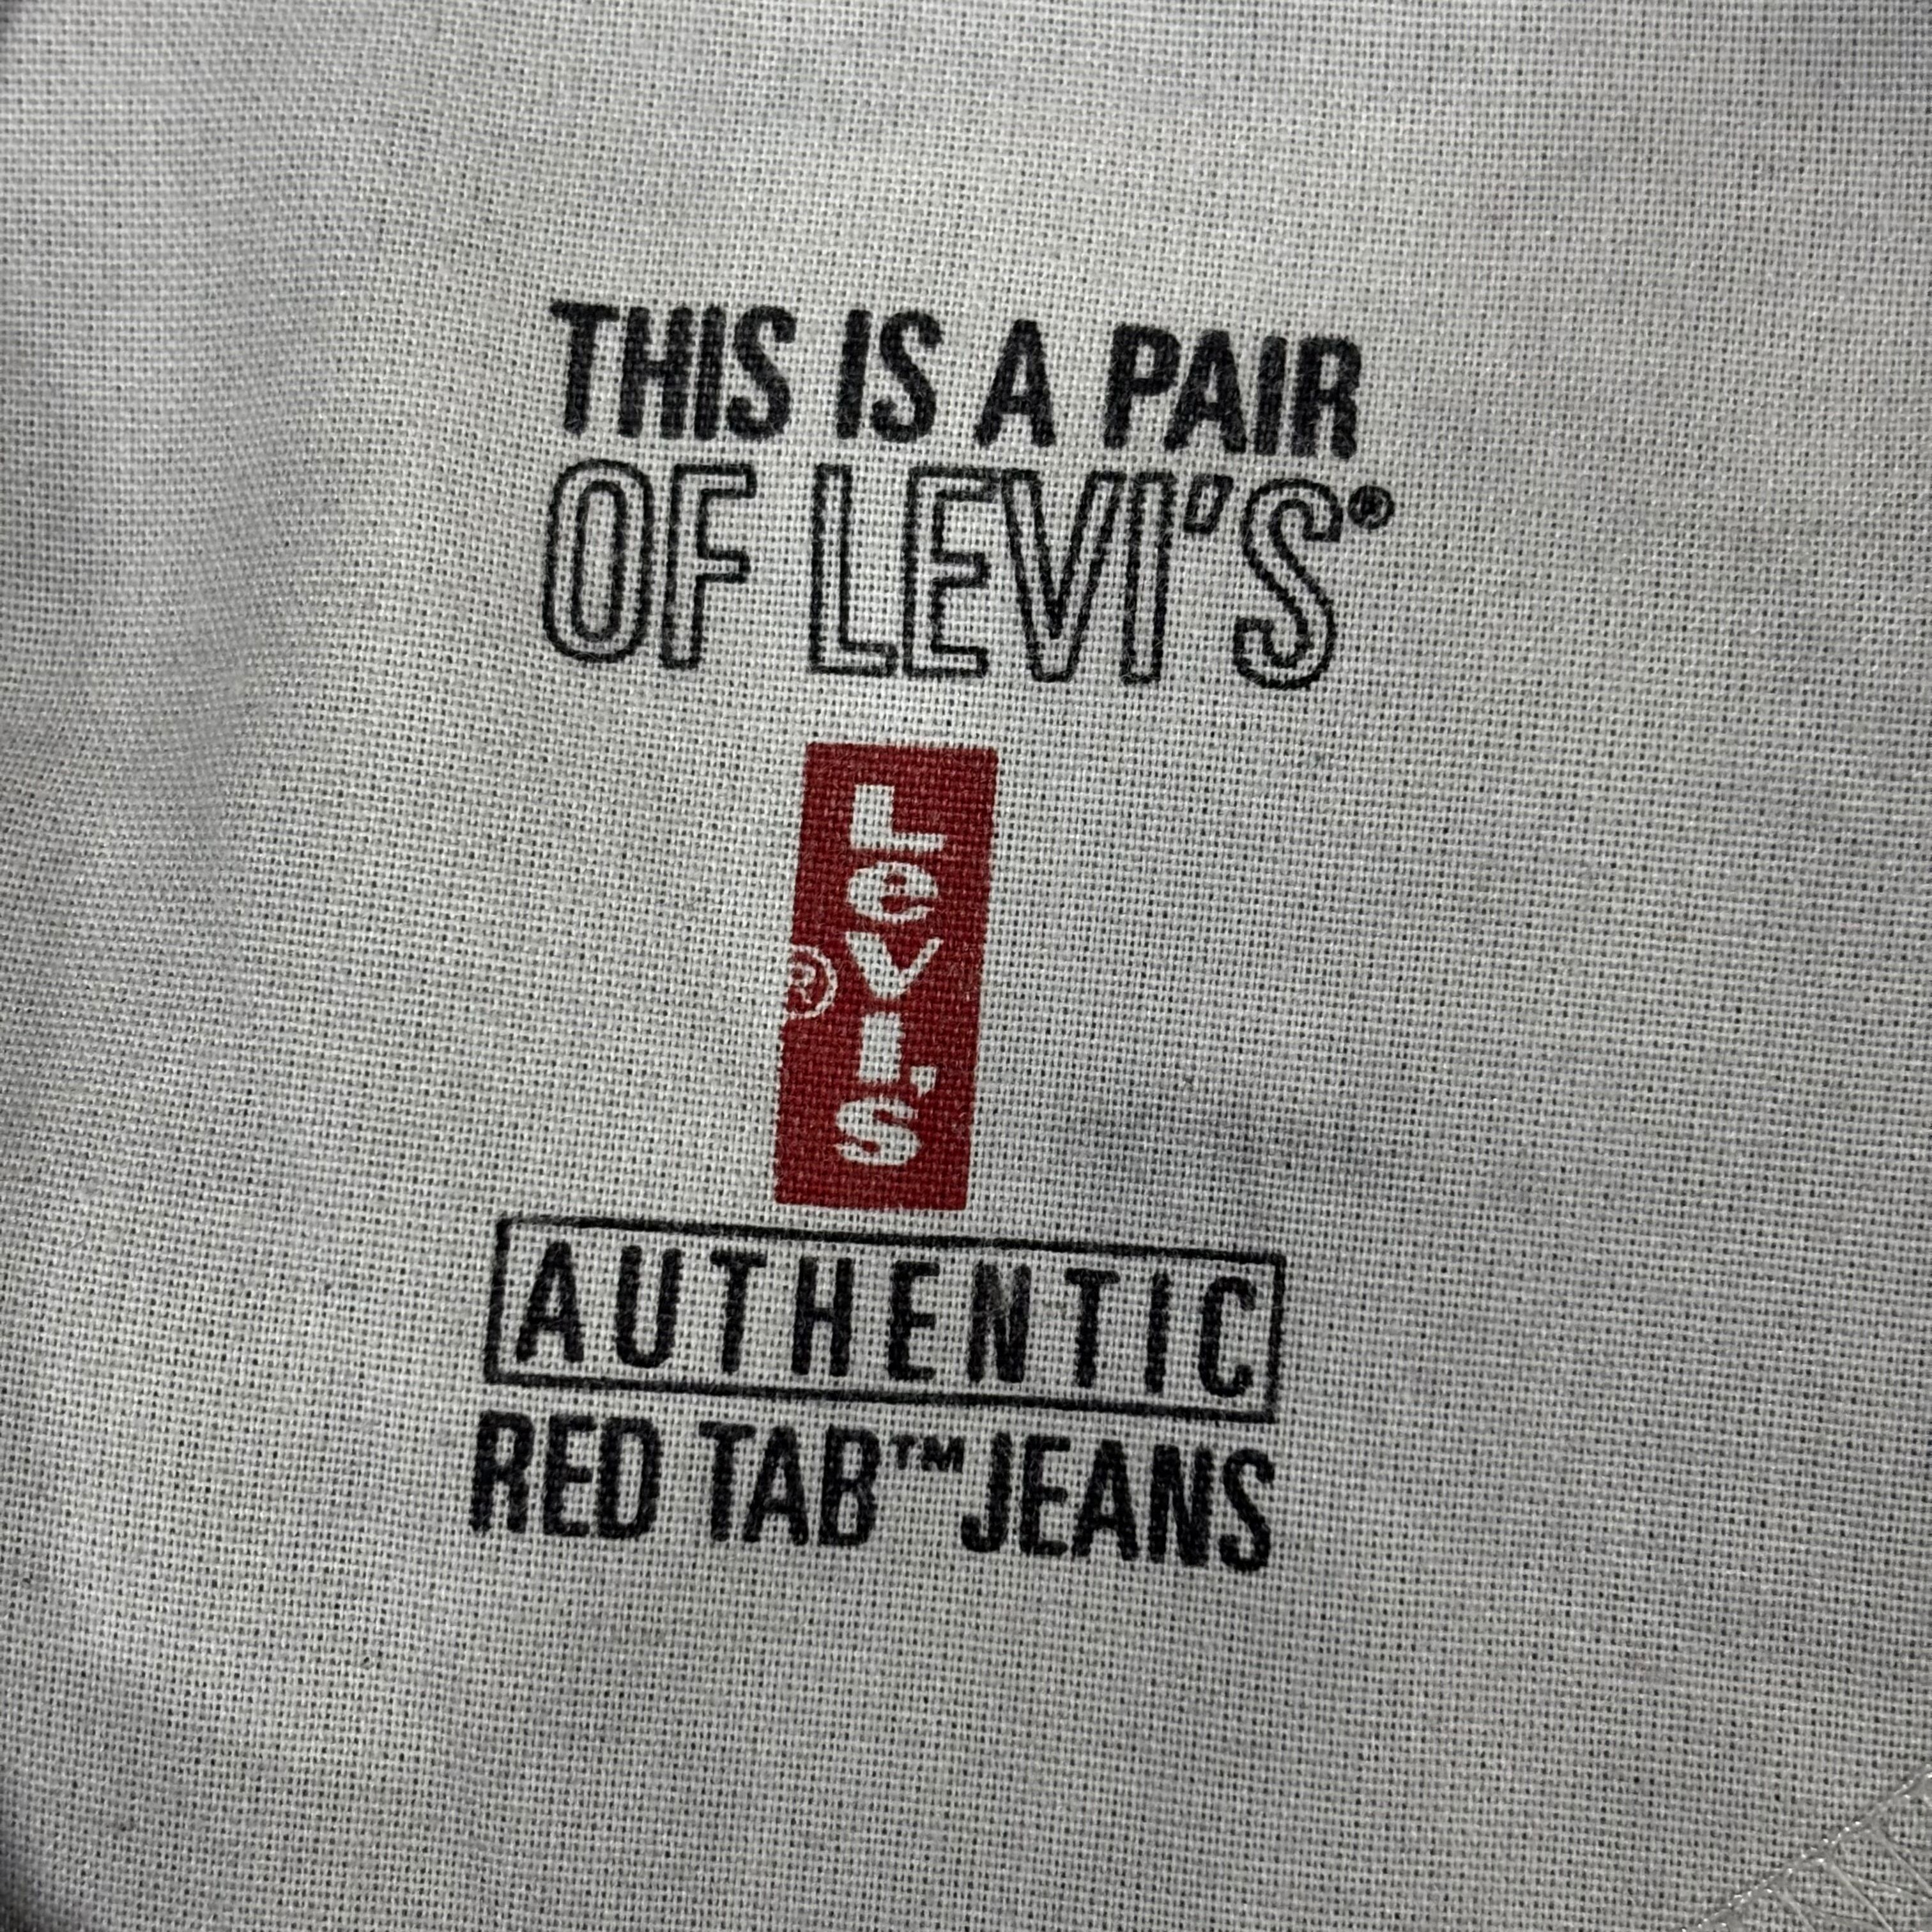 THIS IS A PAIR
OF LEVI'S®
LEVI'S
®
AUTHENTIC
RED TAB™ JEANS